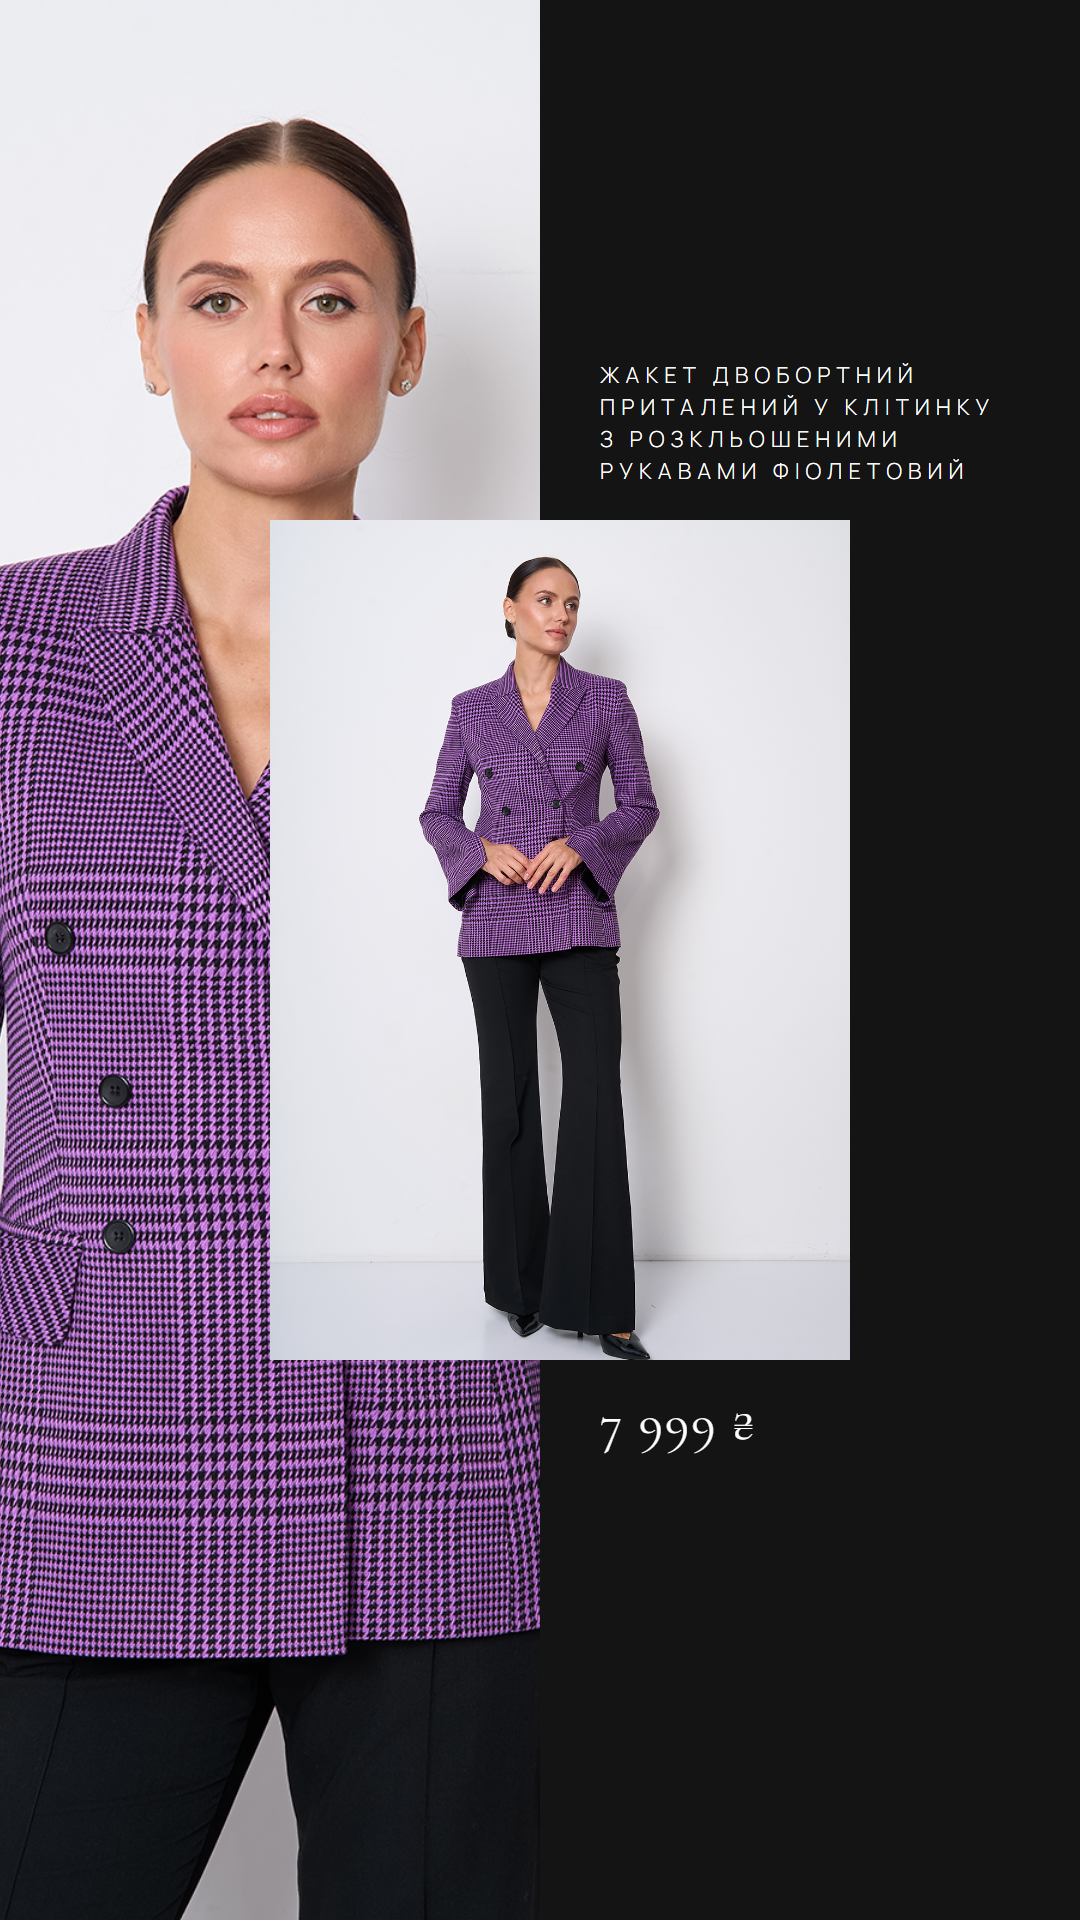 ЖАКЕТ ДВОБОРТНИЙ
ПРИТАЛЕНИЙ У КЛІТИНКУ
З РОЗКЛЬОШЕНИМИ
РУКАВАМИ ФІОЛЕТОВИЙ
7 999 ₴